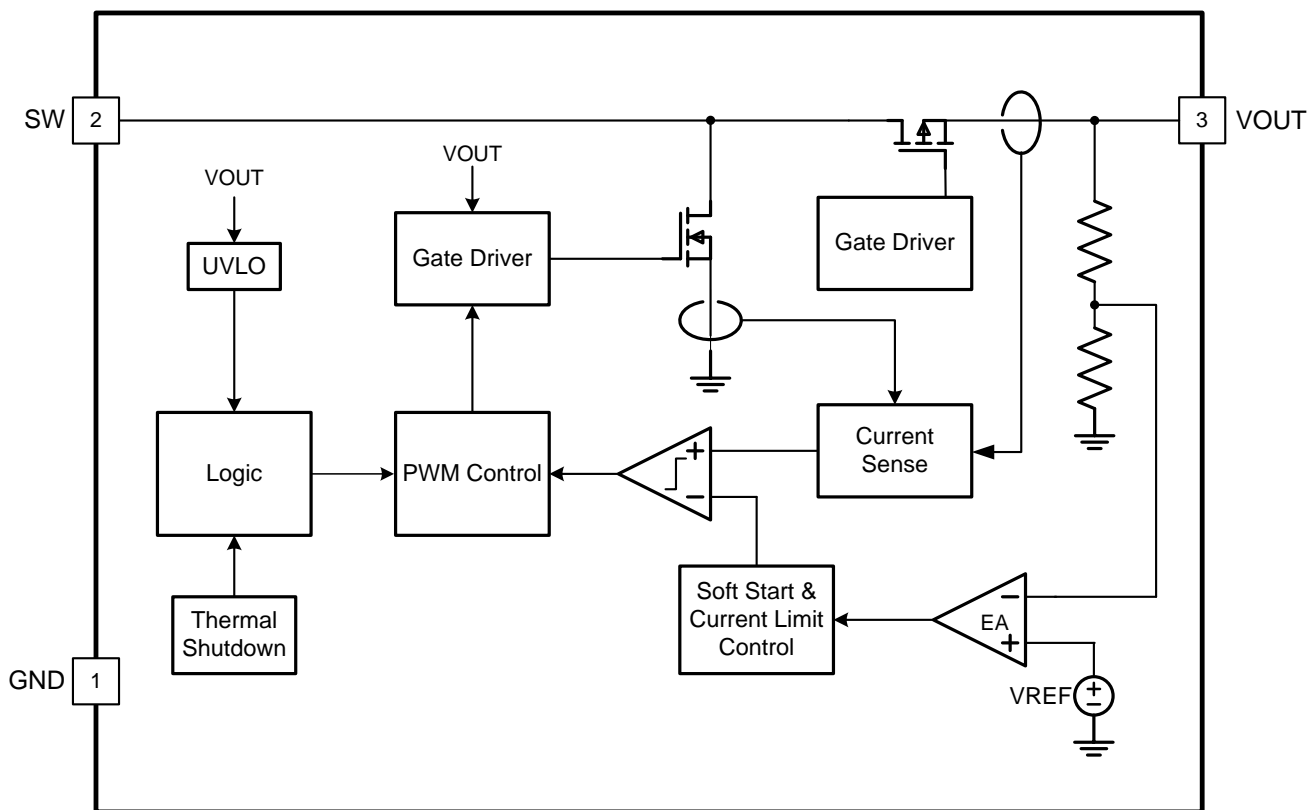 SW
2
3
VOUT
VOUT
VOUT
UVLO
Gate Driver
Gate Driver
Logic
PWM Control
+
−
Current
Sense
Thermal
Shutdown
Soft Start &
Current Limit
Control
−
EA
+
GND
1
VREF
+
−